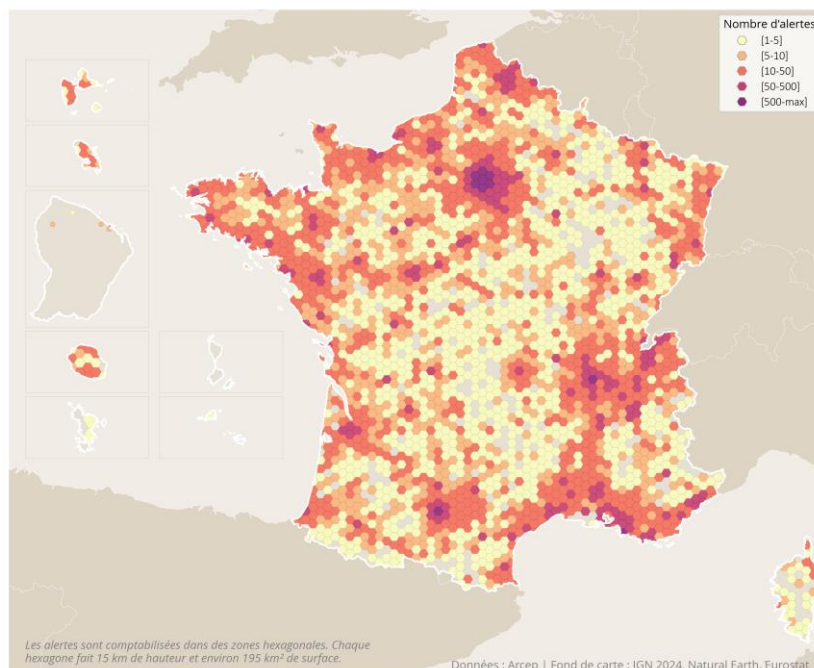 Nombre d'alertes
[1-5]
[5-10]
[10-50]
[50-500]
[500-max]
Les alertes sont comptabilisées dans des zones hexagonales. Chaque
hexagone fait 15 km de hauteur et environ 195 km² de surface.
Données : Arcep | Fond de carte : IGN 2024, Natural Earth, Eurostat